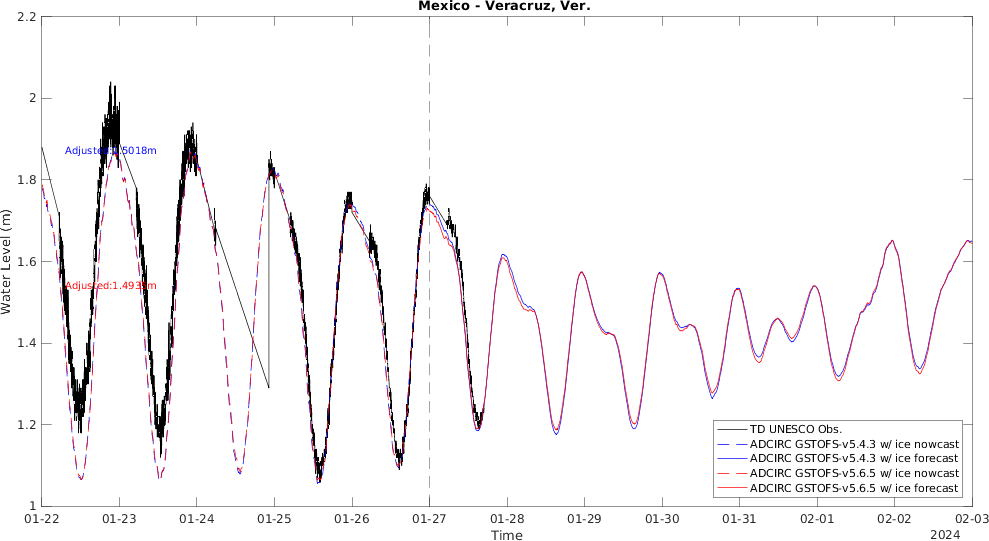 Mexico - Veracruz, Ver.
2.2
2
1.8
1.6
1.4
1.2
1
Water Level (m)
Adjusted:1.5018m
Adjusted:1.493
TD UNESCO Obs.
ADCIRC GSTOFS-v5.4.3 w/ ice nowcast
ADCIRC GSTOFS-v5.4.3 w/ ice forecast
ADCIRC GSTOFS-v5.6.5 w/ ice nowcast
ADCIRC GSTOFS-v5.6.5 w/ ice forecast
01-22 01-23 01-24 01-25 01-26 01-27 01-28 01-29 01-30 01-31 02-01 02-02 02-03
Time
2024